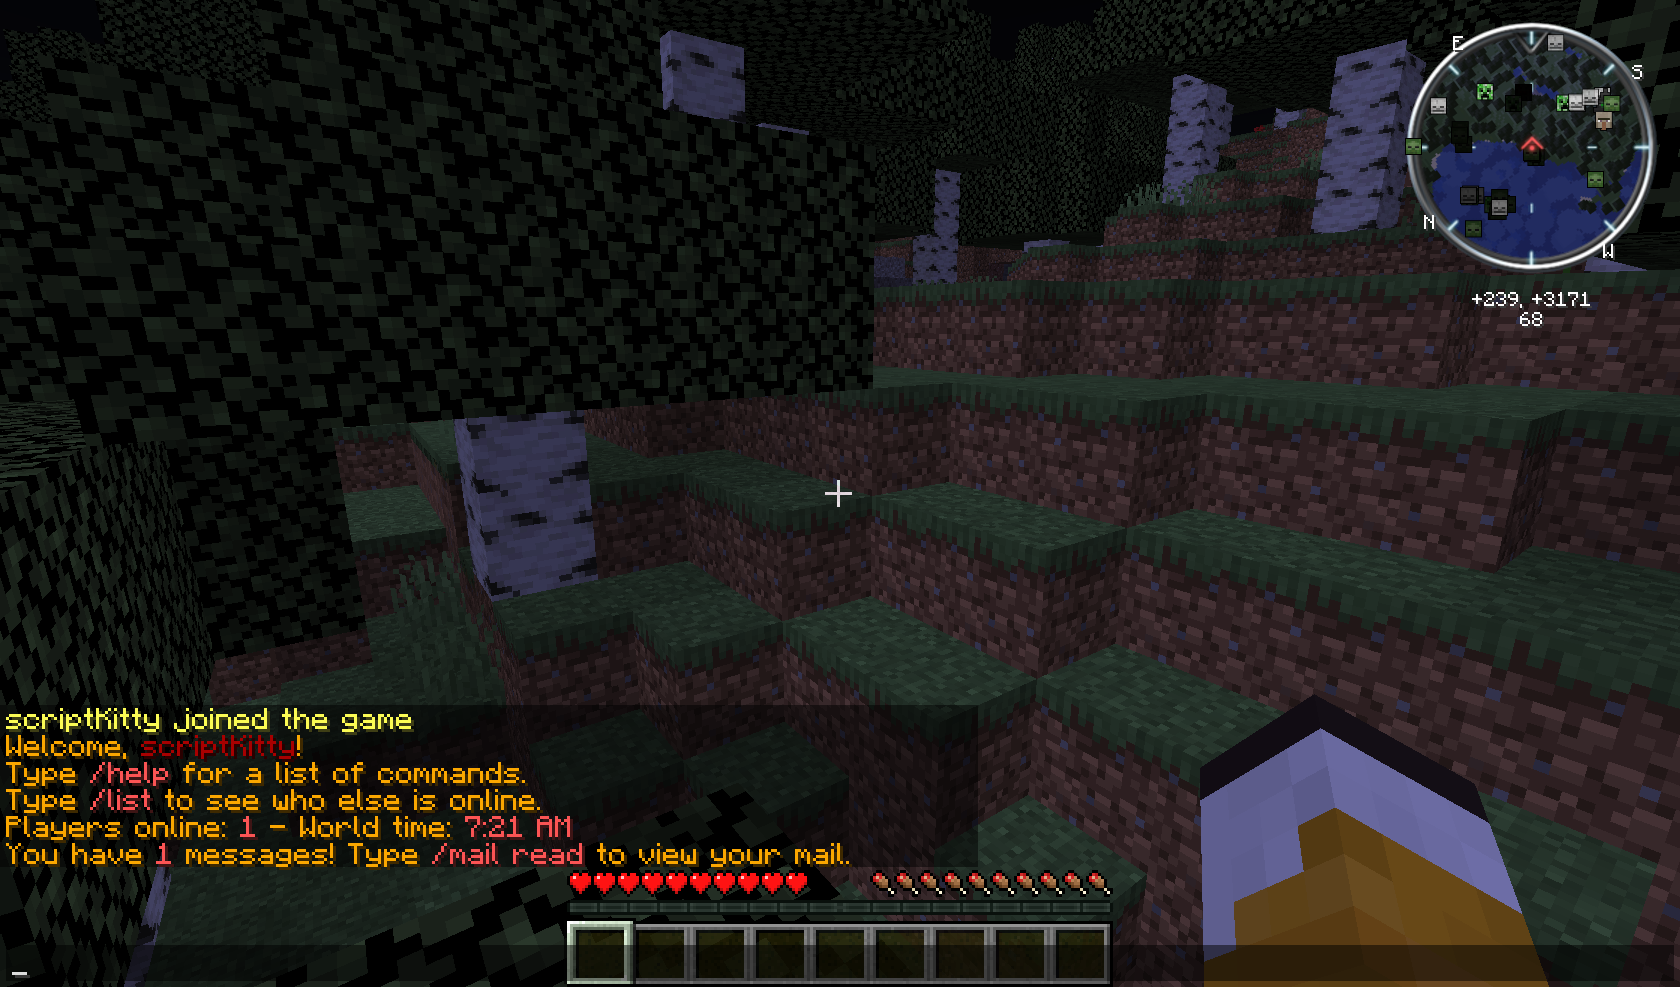 E
S
N
W
+239, +3171
68
scriptKitty joined the game
Welcome, scriptKitty!
Type /help for a list of commands.
Type /list to see who else is online.
Players online: 1 - World time: 7:21 AM
You have 1 messages! Type /mail read to view your mail.
_